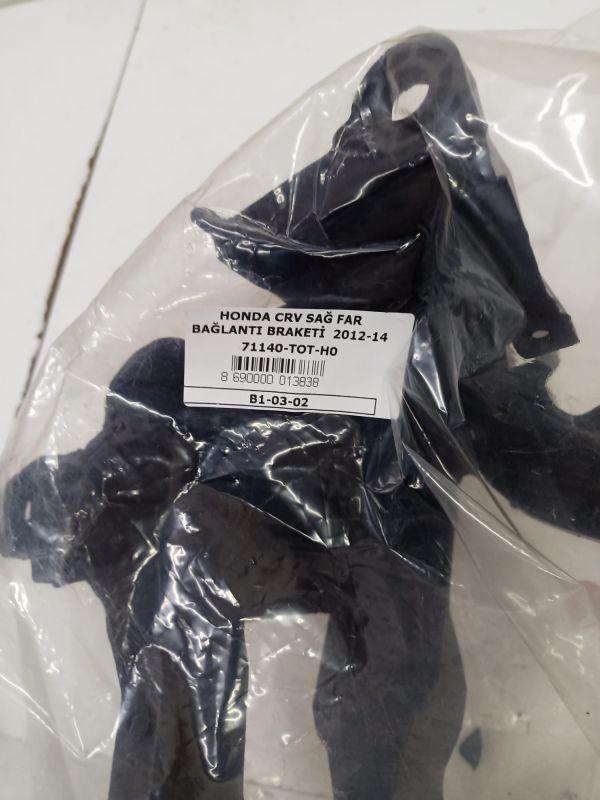 HONDA CRV SAĞ FAR
BAĞLANTI BRAKETİ 2012-14
71140-TOT-H0
8 690000 013838
B1-03-02